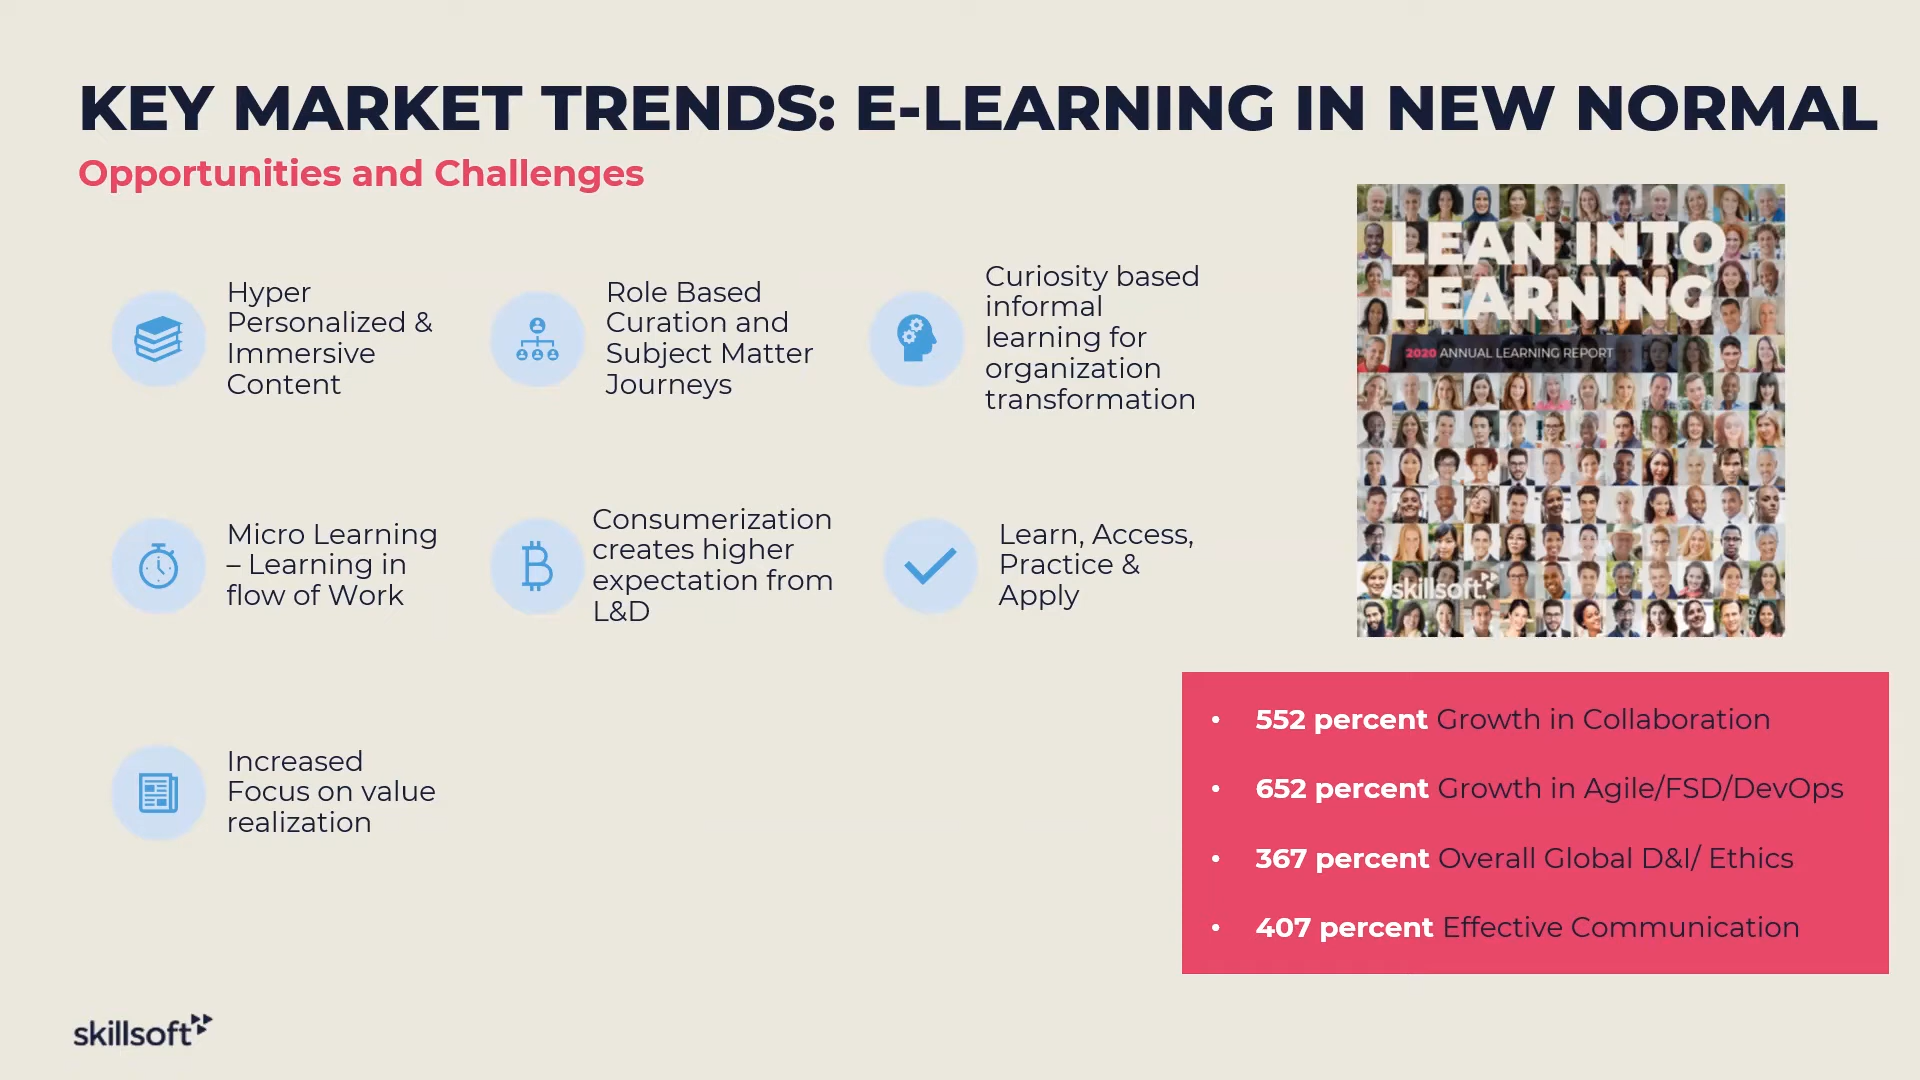 KEY MARKET TRENDS: E-LEARNING IN NEW NORMAL
Opportunities and Challenges
Hyper
Personalized &
Immersive
Content
Role Based
Curation and
Subject Matter
Journeys
Curiosity based
informal
learning for
organization
transformation
Micro Learning
– Learning in
flow of Work
Consumerization
creates higher
expectation from
L&D
Learn, Access,
Practice &
Apply
Increased
Focus on value
realization
LEAN INTO
LEARNING
2020 ANNUAL LEARNING REPORT
skillsoft
• 552 percent Growth in Collaboration
• 652 percent Growth in Agile/FSD/DevOps
• 367 percent Overall Global D&I/ Ethics
• 407 percent Effective Communication
skillsoft